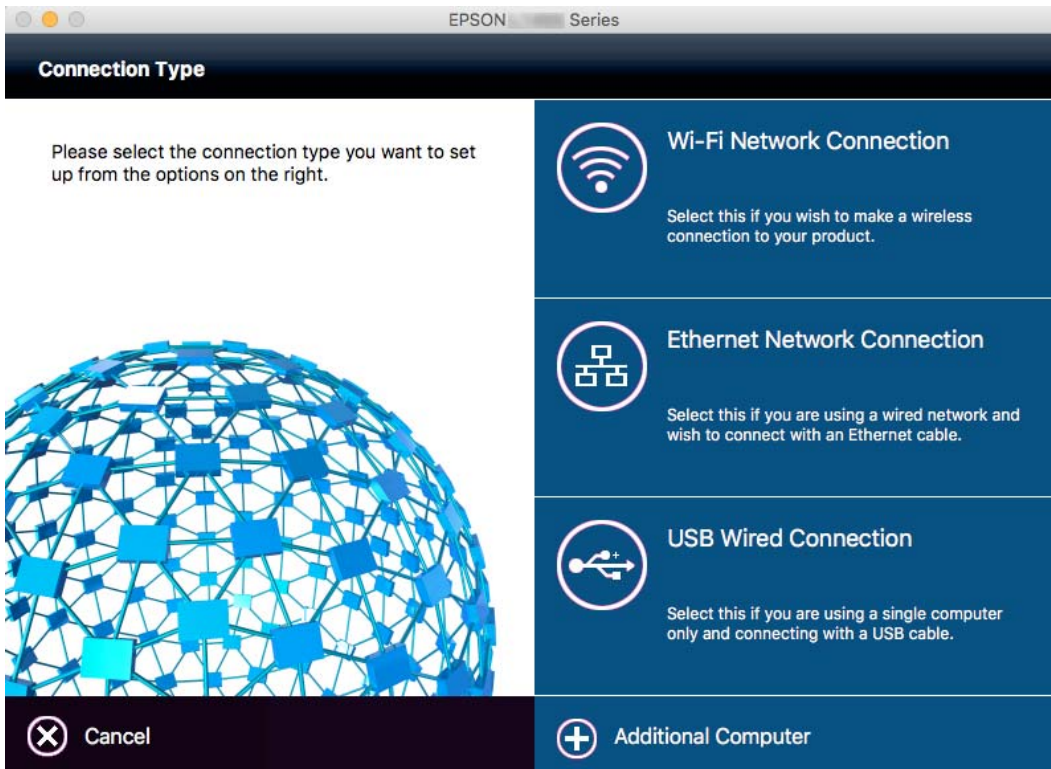 EPSON Series
Connection Type
Please select the connection type you want to set
up from the options on the right.
Wi-Fi Network Connection
Select this if you wish to make a wireless
connection to your product.
Ethernet Network Connection
Select this if you are using a wired network and
wish to connect with an Ethernet cable.
USB Wired Connection
Select this if you are using a single computer
only and connecting with a USB cable.
Cancel
Additional Computer